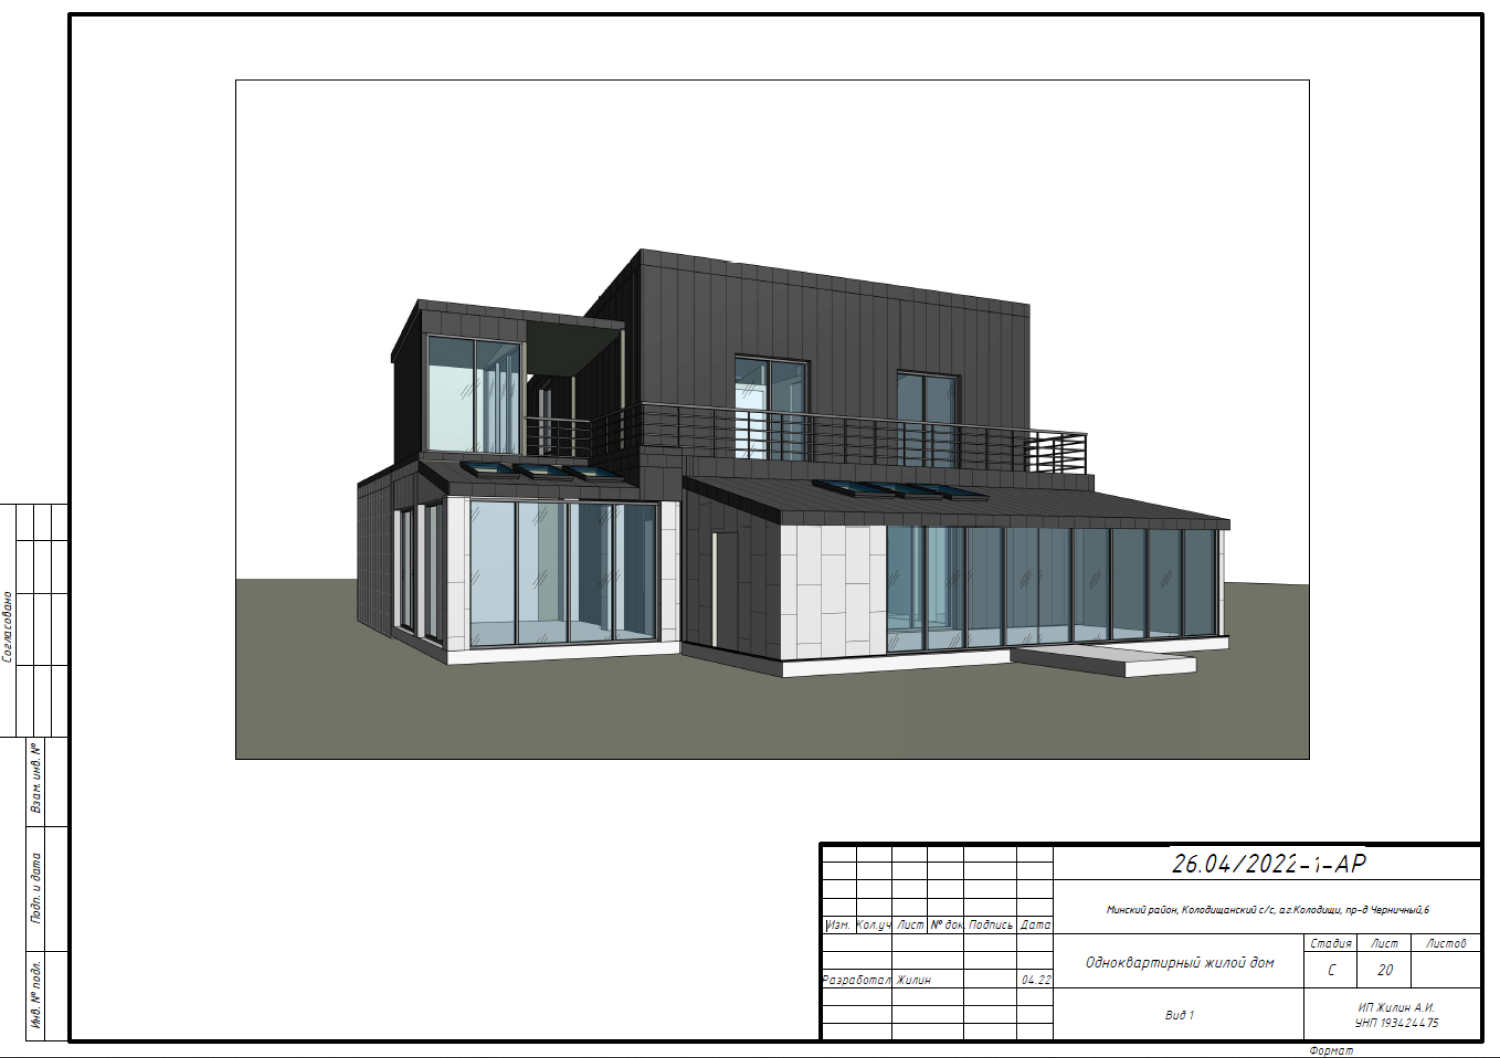 Согласовано
Взам. инв. №
Подп. и дата
Инв. № подл.
26.04/2022-1-АР
Минский район, Колодищанский с/с, аг.Колодищи, пр-д Черничный,6
Изм. Кол.уч Лист № док. Подпись Дата
Одноквартирный жилой дом
Стадия Лист Листов
С 20
Разработал Жилин 04.22
Вид 1
ИП Жилин А.И.
УНП 193424475
Формат